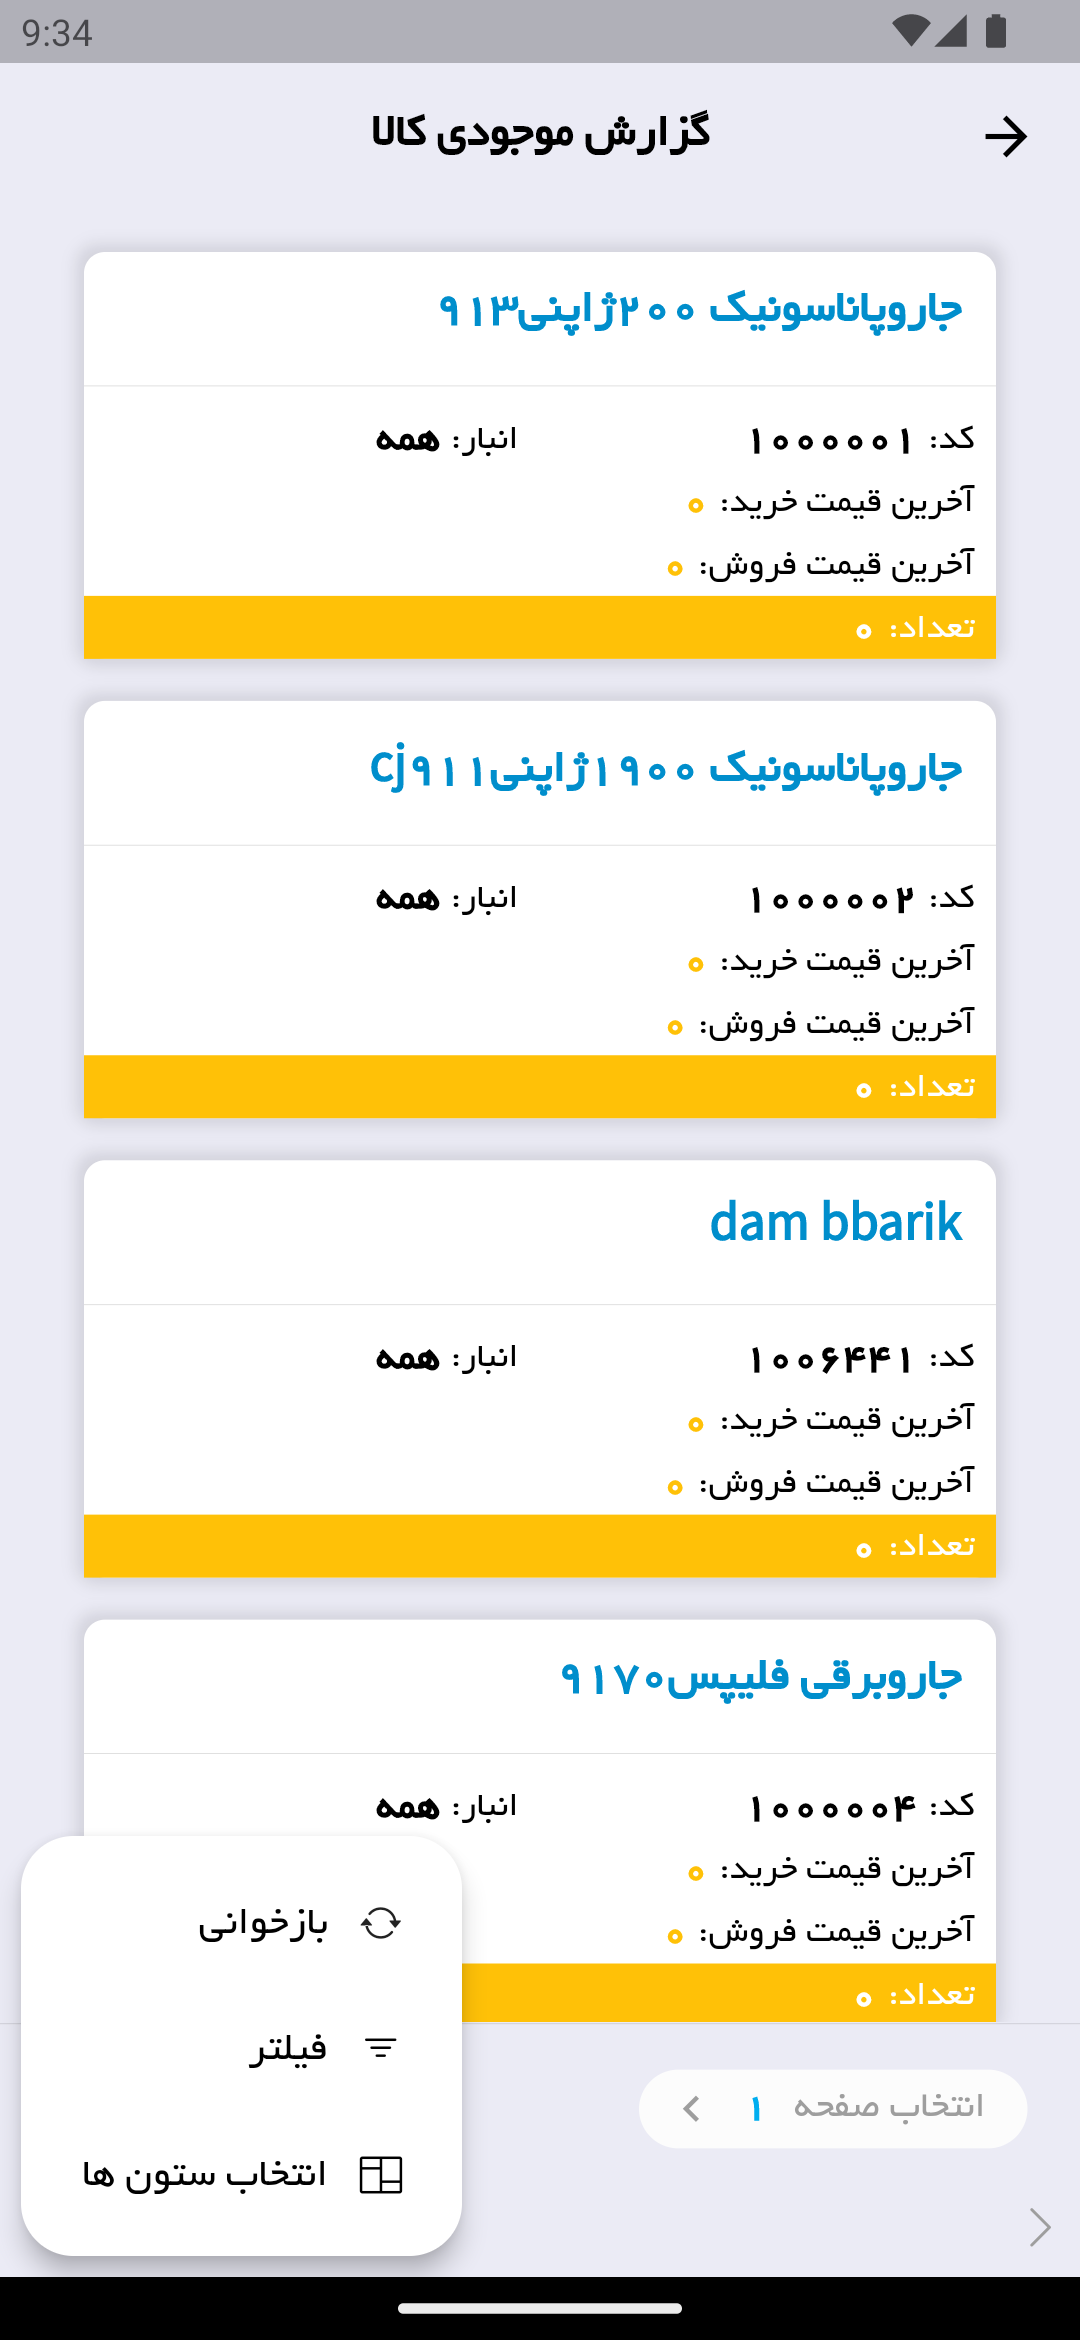 9:34
گزارش موجودی کالا
جاروپاناسونیک ۲۰۰ژاپنی۹۱۳
کد: ۱۰۰۰۰۰۱ انبار: همه
آخرین قیمت خرید: ۰
آخرین قیمت فروش: ۰
تعداد: ۰
جاروپاناسونیک ۱۹۰۰ژاپنی۹۱۱Cj
کد: ۱۰۰۰۰۰۲ انبار: همه
آخرین قیمت خرید: ۰
آخرین قیمت فروش: ۰
تعداد: ۰
dam bbarik
کد: ۱۰۰۶۴۴۱ انبار: همه
آخرین قیمت خرید: ۰
آخرین قیمت فروش: ۰
تعداد: ۰
جاروبرقی فلیپس۹۱۷۰
کد: ۱۰۰۰۰۰۴ انبار: همه
آخرین قیمت خرید: ۰
آخرین قیمت فروش: ۰
تعداد: ۰
بازخوانی
فیلتر
انتخاب ستون ها
انتخاب صفحه ۱